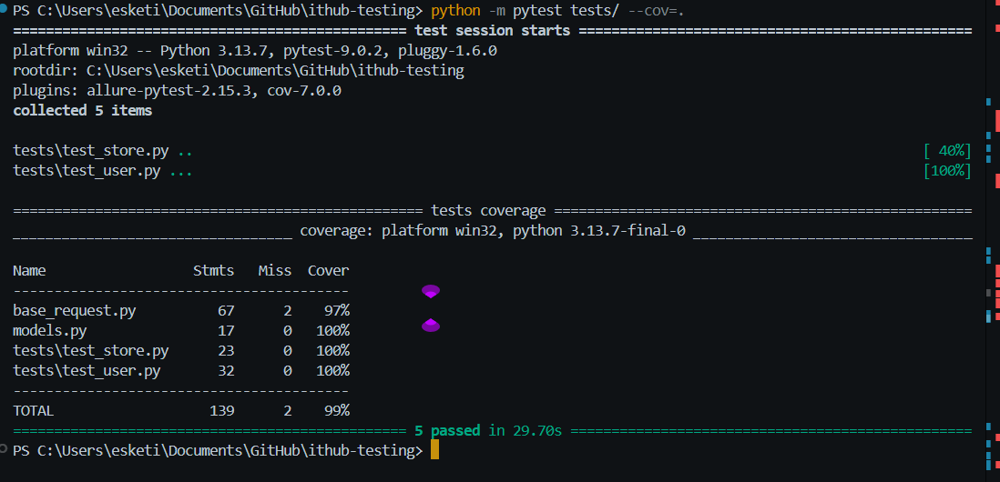 PS C:\Users\esketi\Documents\GitHub\ithub-testing> python -m pytest tests/ --cov=.
================================================ test session starts =================================================
platform win32 -- Python 3.13.7, pytest-9.0.2, pluggy-1.6.0
rootdir: C:\Users\esketi\Documents\GitHub\ithub-testing
plugins: allure-pytest-2.15.3, cov-7.0.0
collected 5 items
tests\test_store.py .. [ 40%]
tests\test_user.py ... [100%]
================================================== tests coverage ===================================================
__________________________________ coverage: platform win32, python 3.13.7-final-0 __________________________________
Name Stmts Miss Cover
-----------------------------------------
base_request.py 67 2 97%
models.py 17 0 100%
tests\test_store.py 23 0 100%
tests\test_user.py 32 0 100%
-----------------------------------------
TOTAL 139 2 99%
================================================ 5 passed in 29.70s =================================================
PS C:\Users\esketi\Documents\GitHub\ithub-testing>